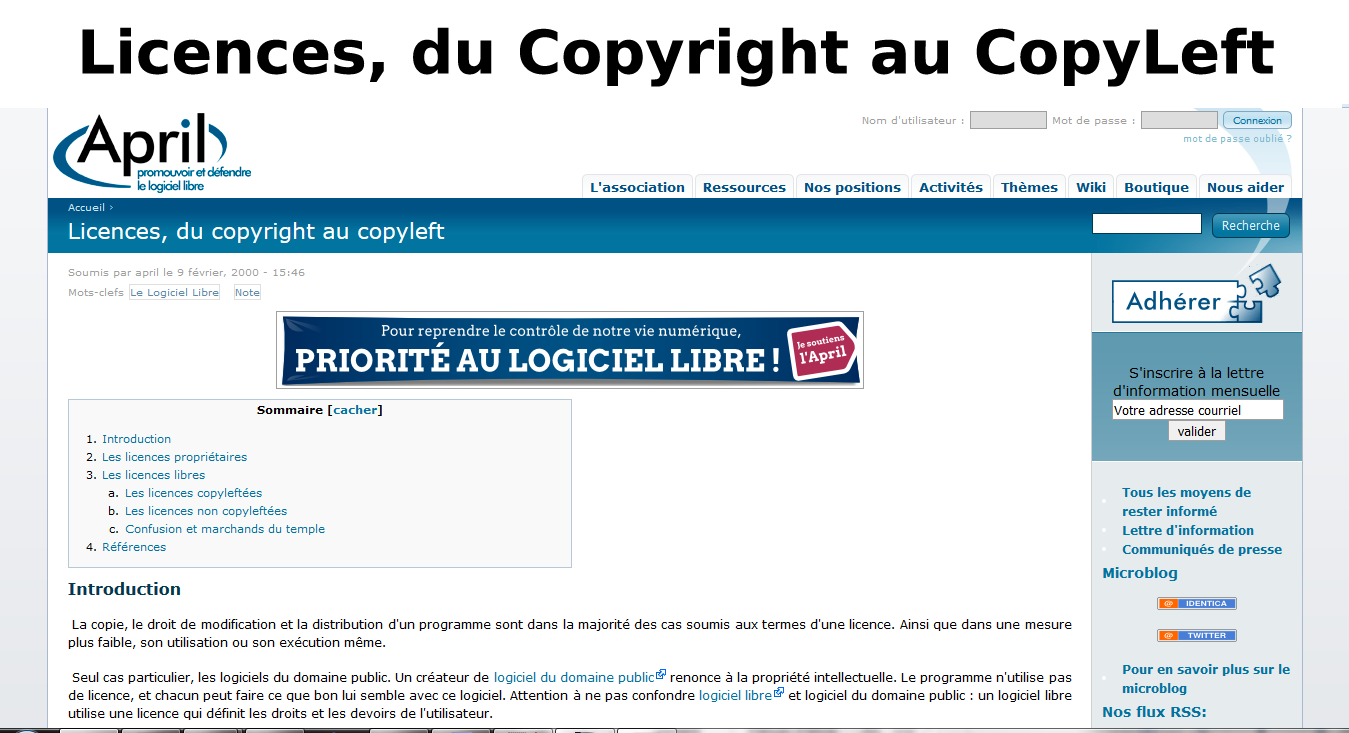 Licences, du Copyright au CopyLeft
April
promouvoir et défendre
le logiciel libre
Nom d'utilisateur : Mot de passe : Connexion
mot de passe oublié ?
L'association Ressources Nos positions Activités Thèmes Wiki Boutique Nous aider
Accueil ›
Licences, du copyright au copyleft
Recherche
Soumis par april le 9 février, 2000 - 15:46
Mots-clefs Le Logiciel Libre Note
Pour reprendre le contrôle de notre vie numérique,
PRIORITÉ AU LOGICIEL LIBRE !
Je soutiens
l'April
Sommaire [cacher]
1. Introduction
2. Les licences propriétaires
3. Les licences libres
a. Les licences copyleftées
b. Les licences non copyleftées
c. Confusion et marchands du temple
4. Références
Introduction
La copie, le droit de modification et la distribution d'un programme sont dans la majorité des cas soumis aux termes d'une licence. Ainsi que dans une mesure
plus faible, son utilisation ou son exécution même.
Seul cas particulier, les logiciels du domaine public. Un créateur de logiciel du domaine public renonce à la propriété intellectuelle. Le programme n'utilise pas
de licence, et chacun peut faire ce que bon lui semble avec ce logiciel. Attention à ne pas confondre logiciel libre et logiciel du domaine public : un logiciel libre
utilise une licence qui définit les droits et les devoirs de l'utilisateur.
Adhérer
S'inscrire à la lettre
d'information mensuelle
Votre adresse courriel
valider
Tous les moyens de
rester informé
Lettre d'information
Communiqués de presse
Microblog
@ IDENTICA
@ TWITTER
Pour en savoir plus sur le
microblog
Nos flux RSS: